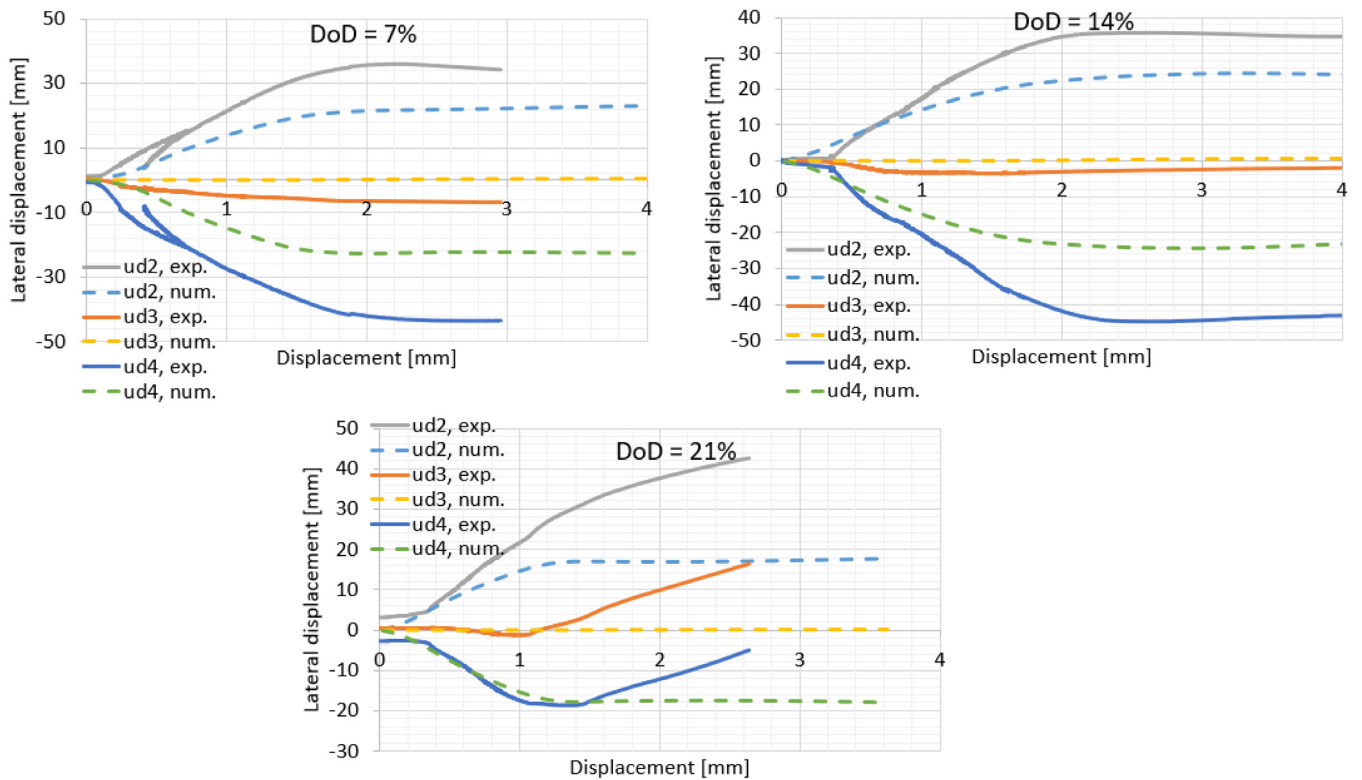 DoD = 7%
Lateral displacement [mm]
50
30
10
-10
-30
-50
0
1
2
3
4
Displacement [mm]
ud2, exp.
ud2, num.
ud3, exp.
ud3, num.
ud4, exp.
ud4, num.
DoD = 14%
Lateral displacement [mm]
40
30
20
10
0
-10
-20
-30
-40
-50
0
1
2
3
4
Displacement [mm]
ud2, exp.
ud2, num.
ud3, exp.
ud3, num.
ud4, exp.
ud4, num.
DoD = 21%
Lateral displacement [mm]
50
40
30
20
10
0
-10
-20
-30
0
1
2
3
4
Displacement [mm]
ud2, exp.
ud2, num.
ud3, exp.
ud3, num.
ud4, exp.
ud4, num.